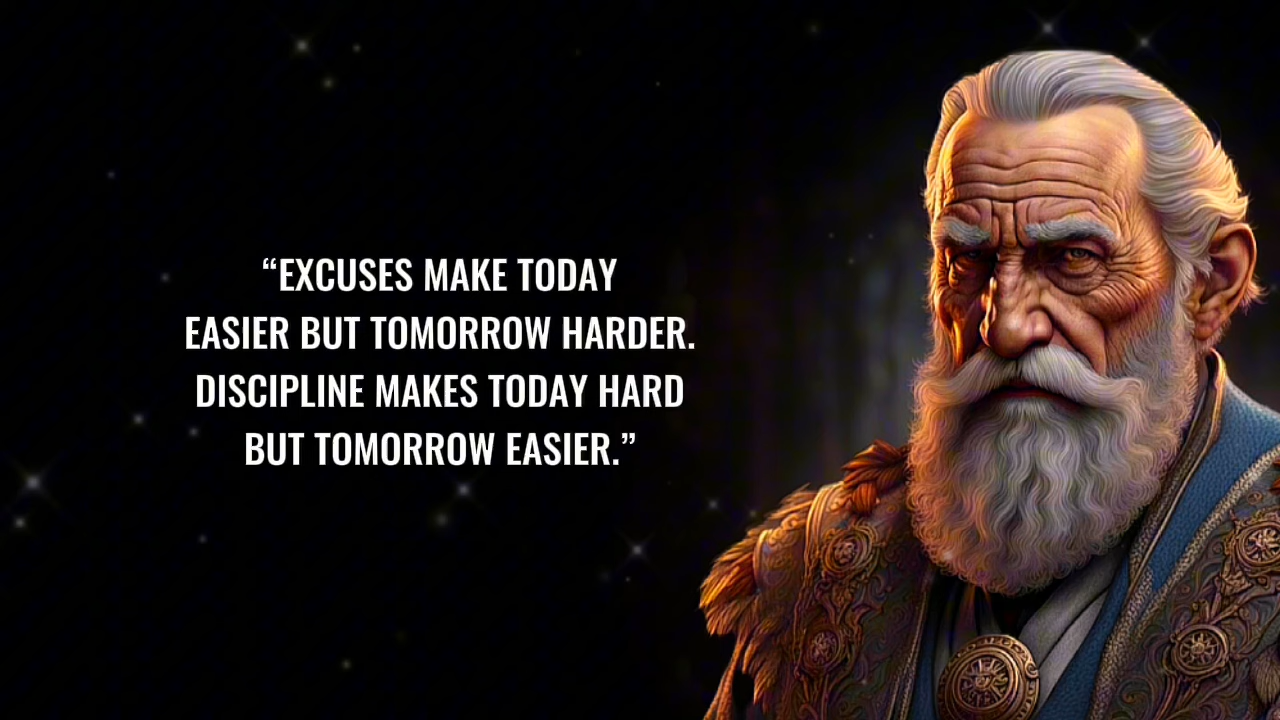 “EXCUSES MAKE TODAY
EASIER BUT TOMORROW HARDER.
DISCIPLINE MAKES TODAY HARD
BUT TOMORROW EASIER.”